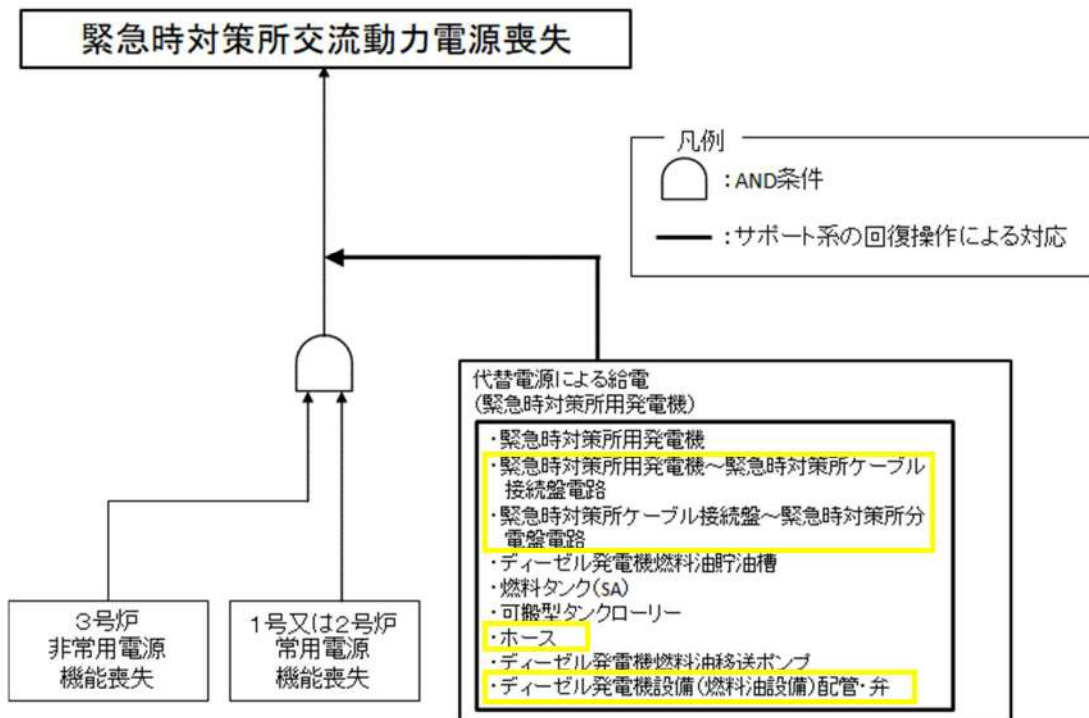 緊急時対策所交流動力電源喪失
凡例
：AND条件
：サポート系の回復操作による対応
代替電源による給電
(緊急時対策所用発電機)
・緊急時対策所用発電機
・緊急時対策所用発電機～緊急時対策所ケーブル
接続盤電路
・緊急時対策所ケーブル接続盤～緊急時対策所分
電盤電路
・ディーゼル発電機燃料油貯油槽
・燃料タンク(SA)
・可搬型タンクローリー
・ホース
・ディーゼル発電機燃料油移送ポンプ
・ディーゼル発電機設備(燃料油設備)配管・弁
３号炉
非常用電源
機能喪失
１号又は２号炉
常用電源
機能喪失